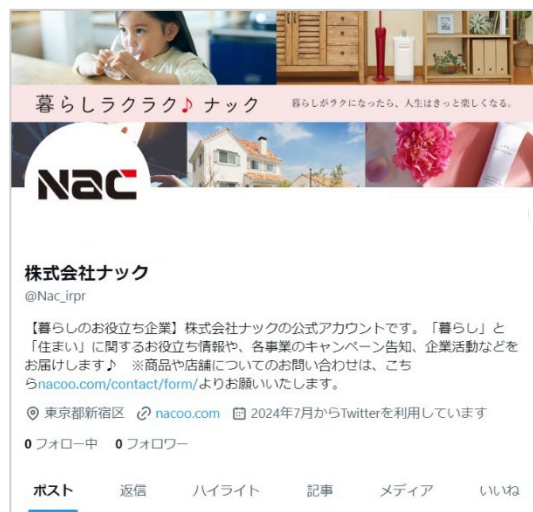 暮らしラクラク♪ナック 暮らしがラクになったら、人生はきっと楽しくなる。
Nac
株式会社ナック
@Nac_irpr
【暮らしのお役立ち企業】株式会社ナックの公式アカウントです。「暮らし」と
「住まい」に関するお役立ち情報や、各事業のキャンペーン告知、企業活動などを
お届けします♪ ※商品や店舗についてのお問い合わせは、こち
らnacoo.com/contact/form/よりお願いいたします。
東京都新宿区 nacoo.com 2024年7月からTwitterを利用しています
0 フォロー中 0 フォロワー
ポスト 返信 ハイライト 記事 メディア いいね